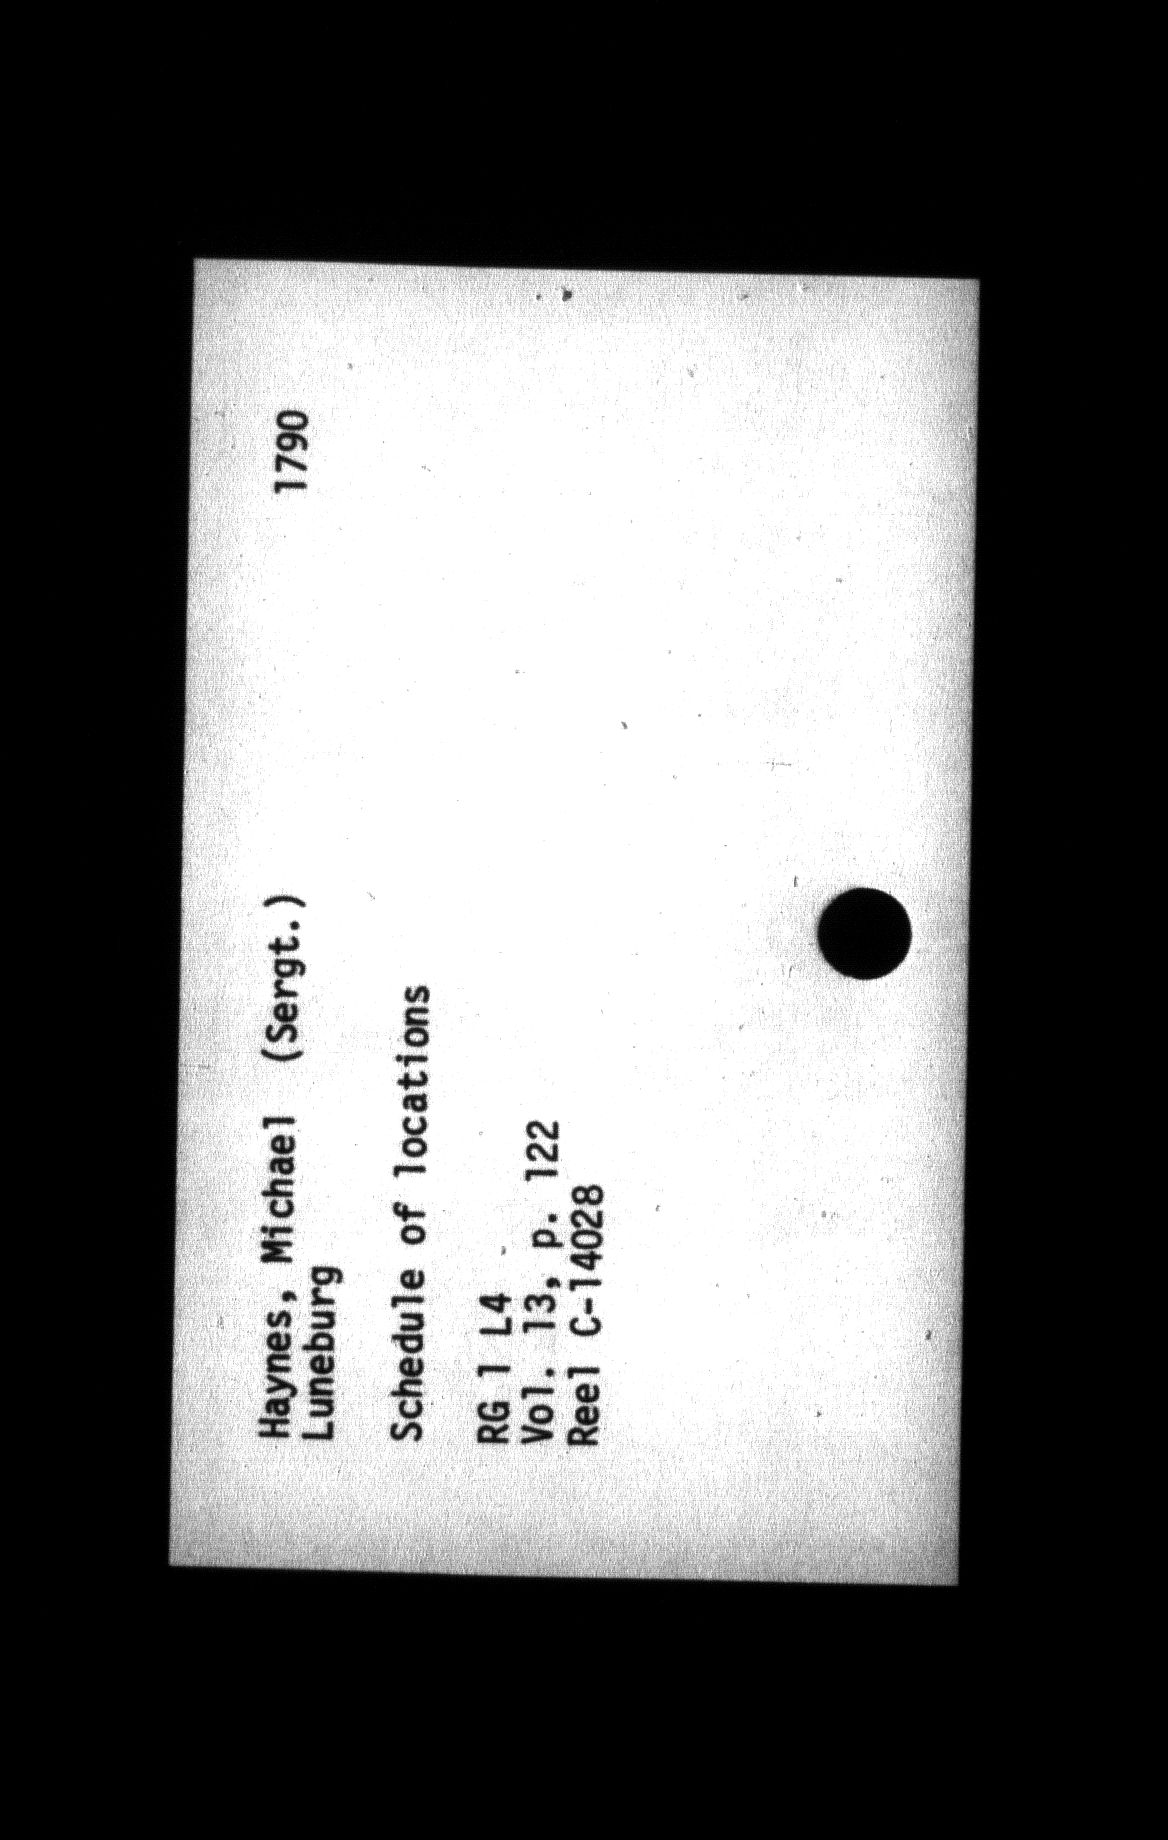 Haynes, Michael (Sergt.) 1790
Luneburg
Schedule of locations
RG 1 L4
Vol. 13, p. 122
Reel C-14028